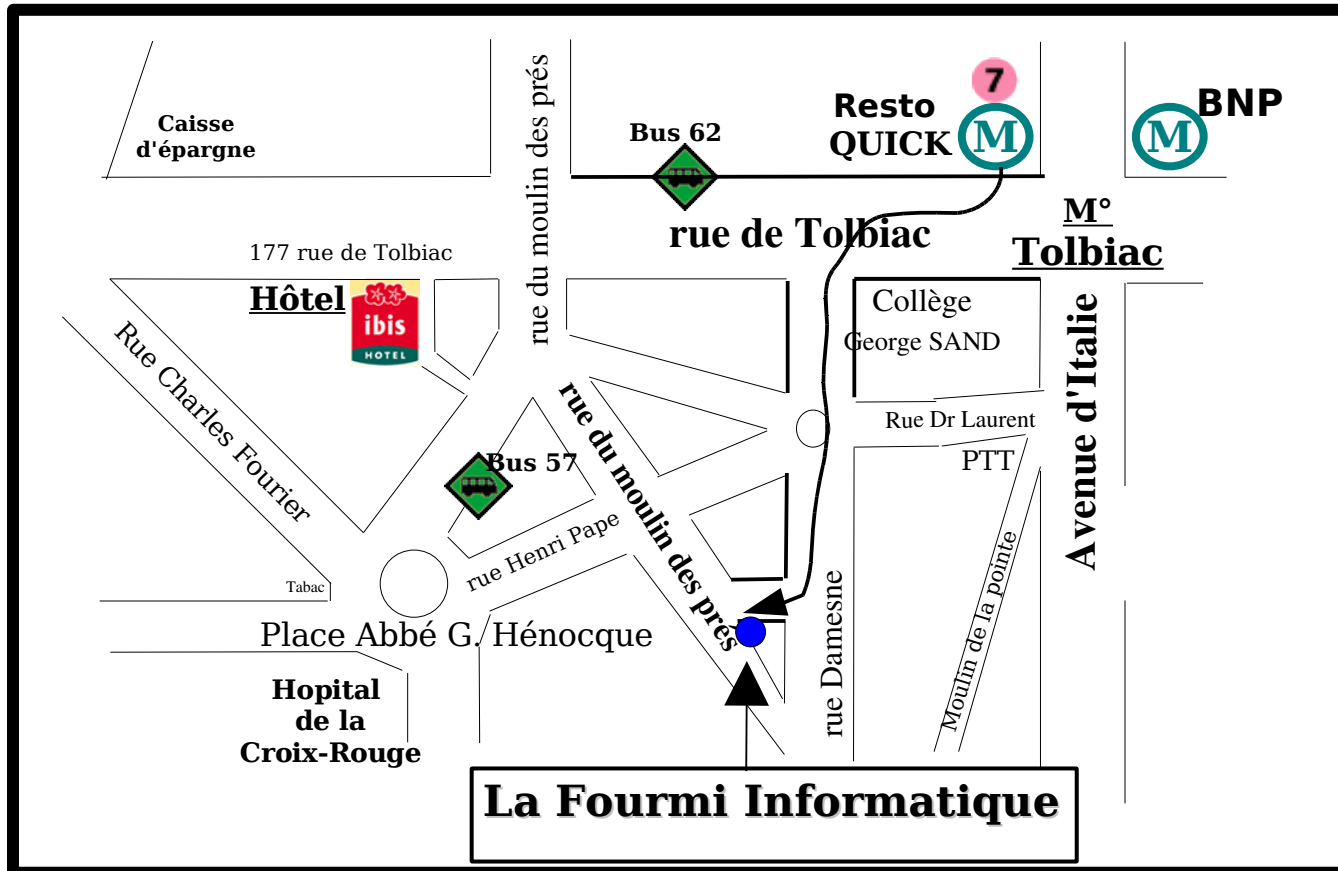 7
Resto
QUICK
M
M
BNP
Caisse
d'épargne
Bus 62
rue du moulin des prés
rue de Tolbiac
M°
Tolbiac
177 rue de Tolbiac
Hôtel
ibis
HOTEL
Collège
George SAND
Rue Charles Fourier
rue du moulin des prés
Rue Dr Laurent
PTT
Avenue d'Italie
Bus 57
rue Henri Pape
Moulin de la pointe
Tabac
rue Damesne
Place Abbé G. Hénocque
Hopital
de la
Croix-Rouge
La Fourmi Informatique